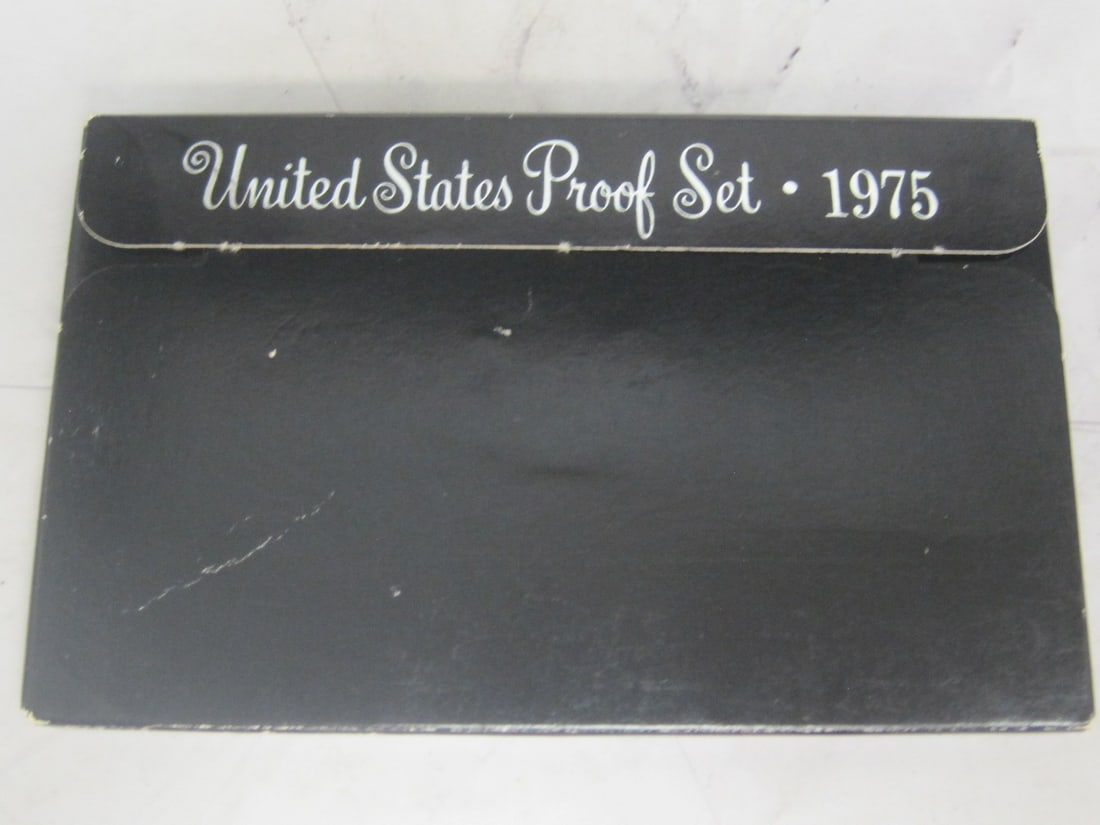 United States Proof Set • 1975